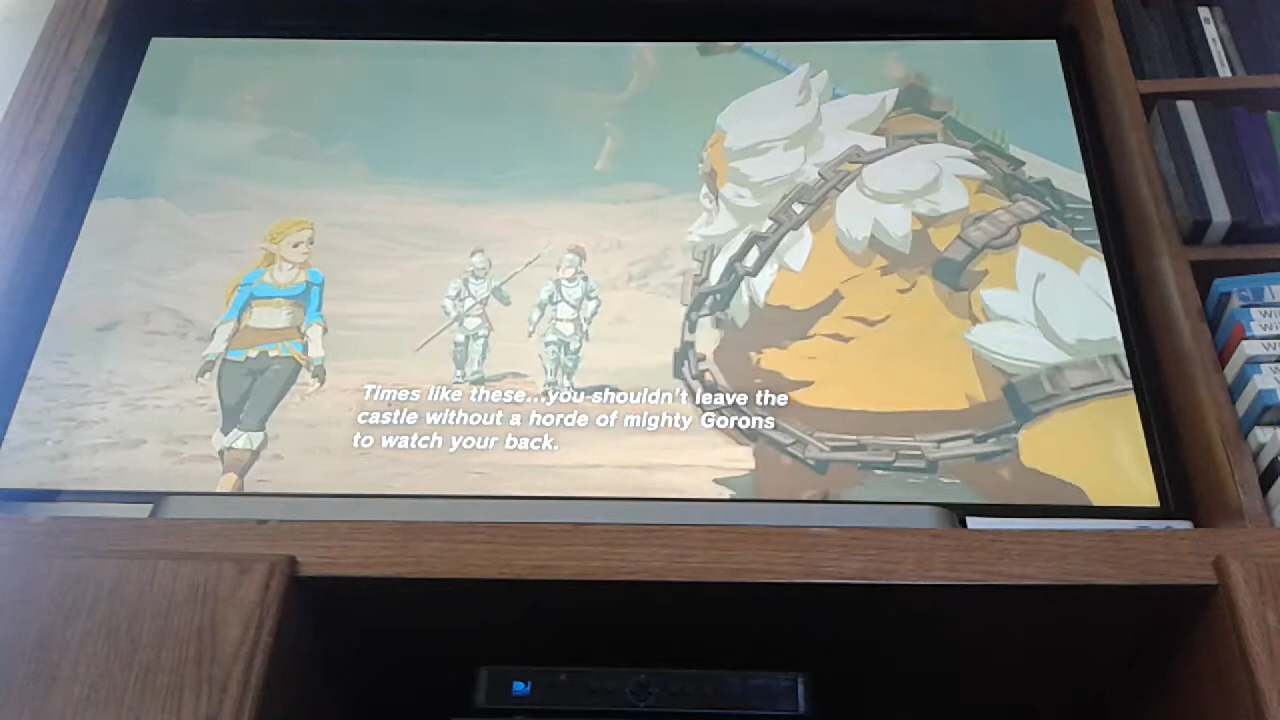 Times like these...you shouldn't leave the
castle without a horde of mighty Gorons
to watch your back.